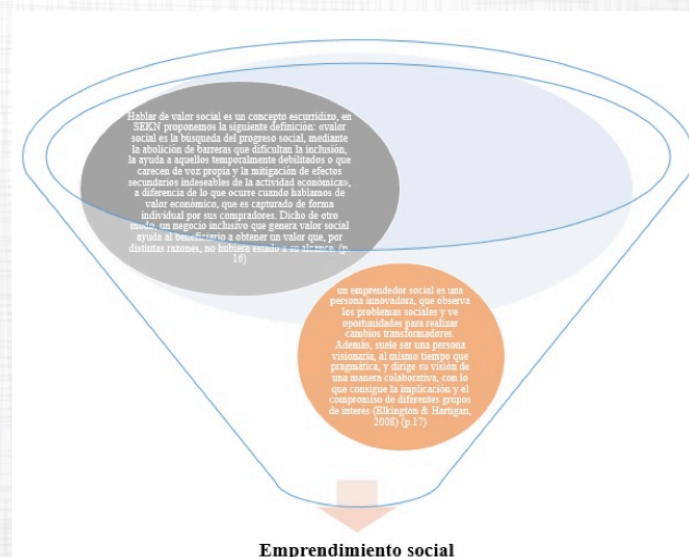 Hablar de valor social es un concepto escurridizo, en
SEKN proponemos la siguiente definición: «valor
social es la búsqueda del progreso social, mediante
la abolición de barreras que dificultan la inclusión,
la ayuda a aquellos temporalmente debilitados o que
carecen de voz propia y la mitigación de efectos
secundarios indeseables de la actividad económica»,
a diferencia de lo que ocurre cuando hablamos de
valor económico, que es capturado de forma
individual por sus compradores. Dicho de otro
modo, un negocio inclusivo que genera valor social
ayuda al beneficiario a obtener un valor que, por
distintas razones, no hubiera estado a su alcance. (p.
16)
un emprendedor social es una
persona innovadora, que observa
los problemas sociales y ve
oportunidades para realizar
cambios transformadores.
Además, suele ser una persona
visionaria, al mismo tiempo que
pragmática, y dirige su visión de
una manera colaborativa, con lo
que consigue la implicación y el
compromiso de diferentes grupos
de interés (Elkington & Hartigan,
2008) (p.17)
Emprendimiento social